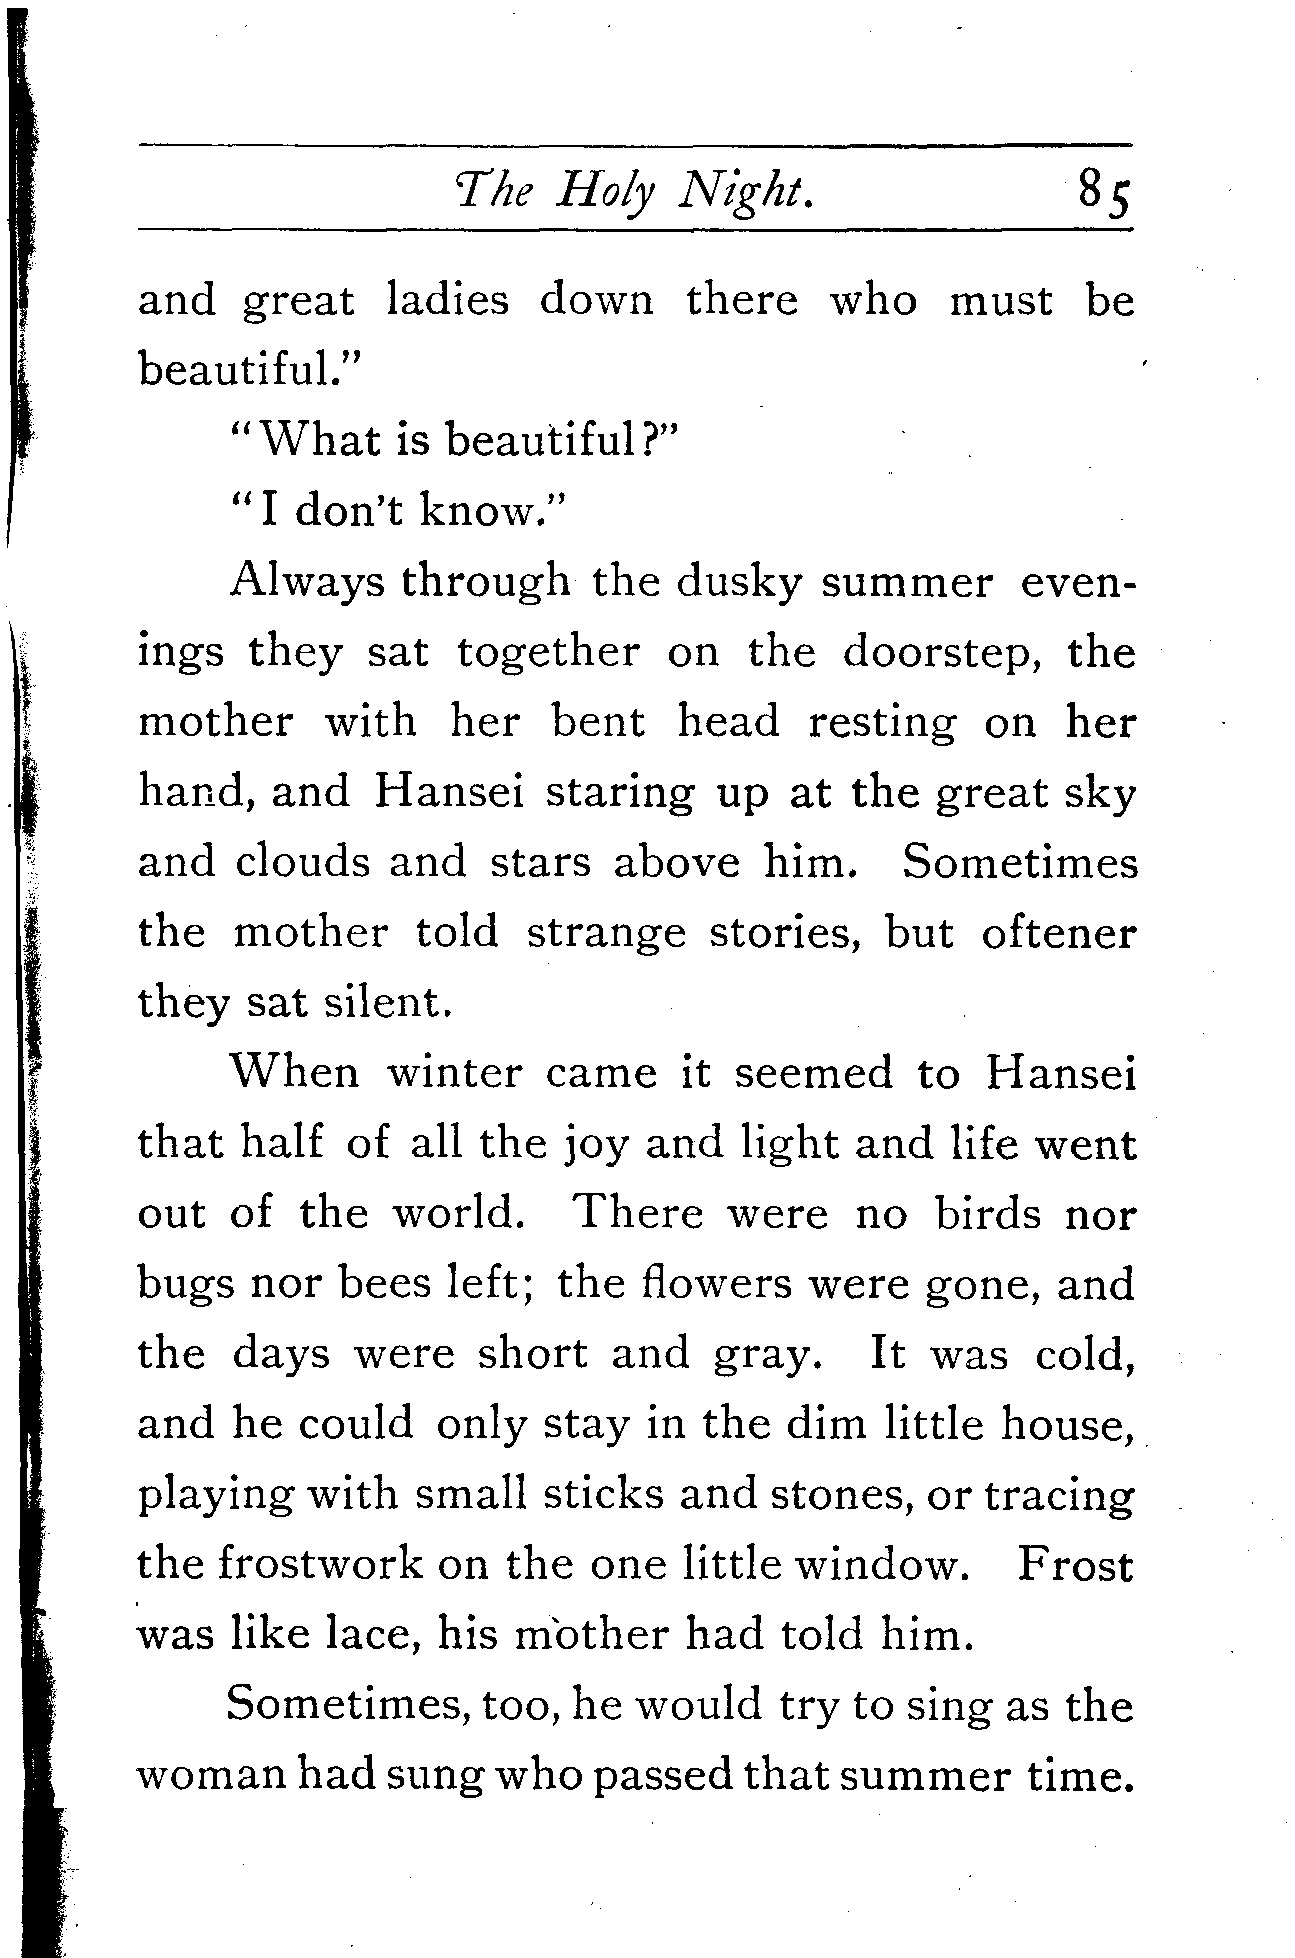 The Holy Night. 85
and great ladies down there who must be
beautiful."
"What is beautiful?"
"I don't know."
Always through the dusky summer even-
ings they sat together on the doorstep, the
mother with her bent head resting on her
hand, and Hansei staring up at the great sky
and clouds and stars above him. Sometimes
the mother told strange stories, but oftener
they sat silent.
When winter came it seemed to Hansei
that half of all the joy and light and life went
out of the world. There were no birds nor
bugs nor bees left; the flowers were gone, and
the days were short and gray. It was cold,
and he could only stay in the dim little house,
playing with small sticks and stones, or tracing
the frostwork on the one little window. Frost
was like lace, his mother had told him.
Sometimes, too, he would try to sing as the
woman had sung who passed that summer time.